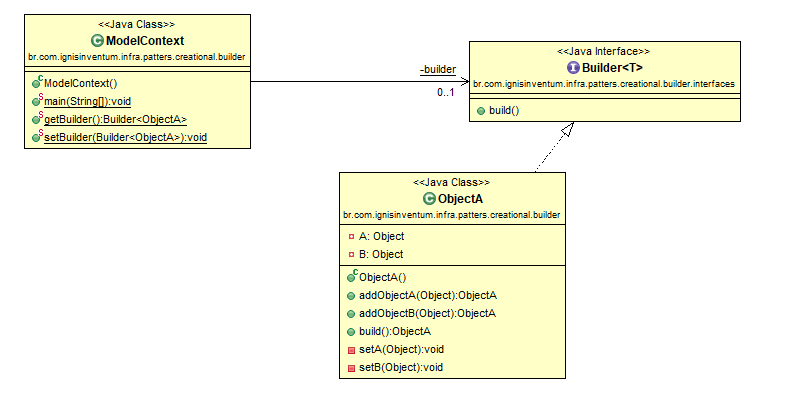 <<Java Class>>
ModelContext
br.com.ignisinventum.infra.patters.creational.builder
ModelContext()
main(String[]):void
getBuilder():Builder<ObjectA>
setBuilder(Builder<ObjectA>):void
-builder
0..1
<<Java Interface>>
Builder<T>
br.com.ignisinventum.infra.patters.creational.builder.interfaces
build()
<<Java Class>>
ObjectA
br.com.ignisinventum.infra.patters.creational.builder
A: Object
B: Object
ObjectA()
addObjectA(Object):ObjectA
addObjectB(Object):ObjectA
build():ObjectA
setA(Object):void
setB(Object):void